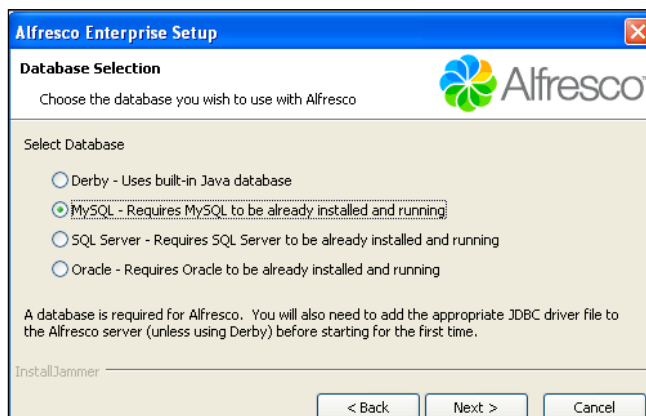 Alfresco Enterprise Setup
Database Selection
Choose the database you wish to use with Alfresco
Alfresco
Select Database
Derby - Uses built-in Java database
MySQL - Requires MySQL to be already installed and running
SQL Server - Requires SQL Server to be already installed and running
Oracle - Requires Oracle to be already installed and running
A database is required for Alfresco. You will also need to add the appropriate JDBC driver file to
the Alfresco server (unless using Derby) before starting for the first time.
InstallJammer
< Back
Next >
Cancel